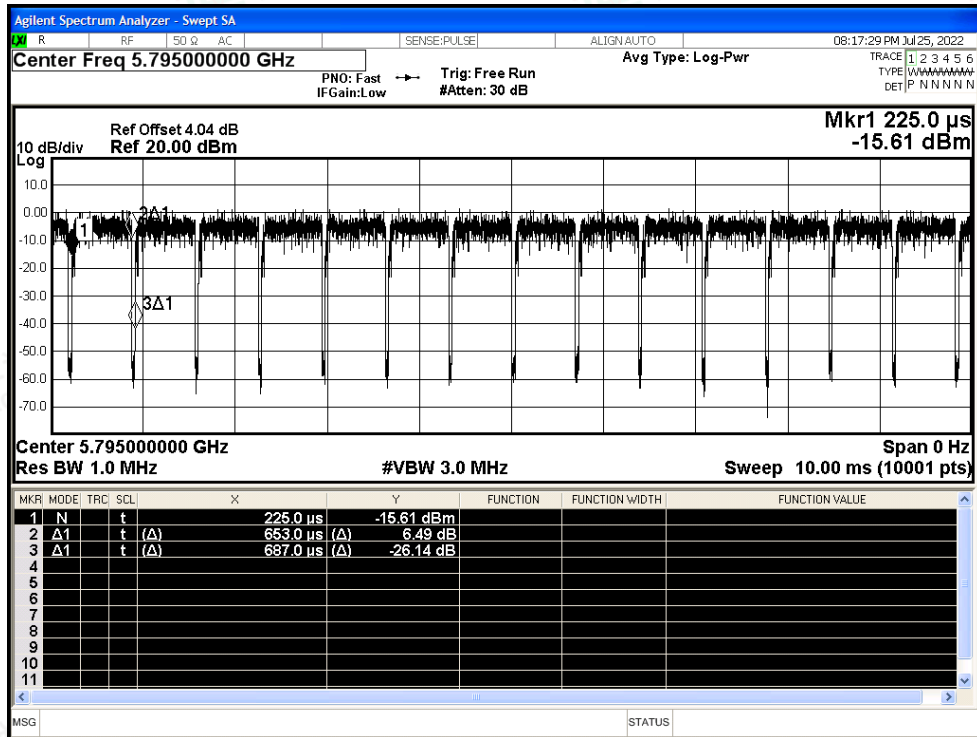 Agilent Spectrum Analyzer - Swept SA
LXI R RF 50 Ω AC SENSE:PULSE ALIGN AUTO 08:17:29 PM Jul 25, 2022
Center Freq 5.795000000 GHz
PNO: Fast
IFGain:Low
Trig: Free Run
#Atten: 30 dB
Avg Type: Log-Pwr
TRACE 1 2 3 4 5 6
TYPE
DET P N N N N N
Mkr1 225.0 µs
-15.61 dBm
Ref Offset 4.04 dB
10 dB/div Ref 20.00 dBm
Log
10.0
0.00
-10.0
-20.0
-30.0
-40.0
-50.0
-60.0
-70.0
1
2Δ1
3Δ1
Center 5.795000000 GHz Span 0 Hz
Res BW 1.0 MHz #VBW 3.0 MHz Sweep 10.00 ms (10001 pts)
MKR MODE TRC SCL X Y FUNCTION FUNCTION WIDTH FUNCTION VALUE
1 N t 225.0 µs -15.61 dBm
2 Δ1 t (Δ) 653.0 µs (Δ) 6.49 dB
3 Δ1 t (Δ) 687.0 µs (Δ) -26.14 dB
4
5
6
7
8
9
10
11
MSG STATUS